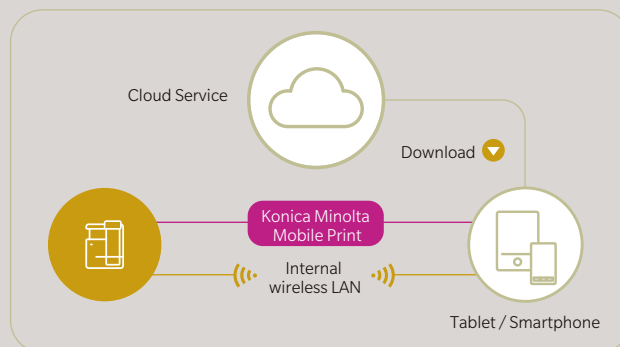 Cloud Service
Download
Konica Minolta
Mobile Print
Internal
wireless LAN
Tablet / Smartphone